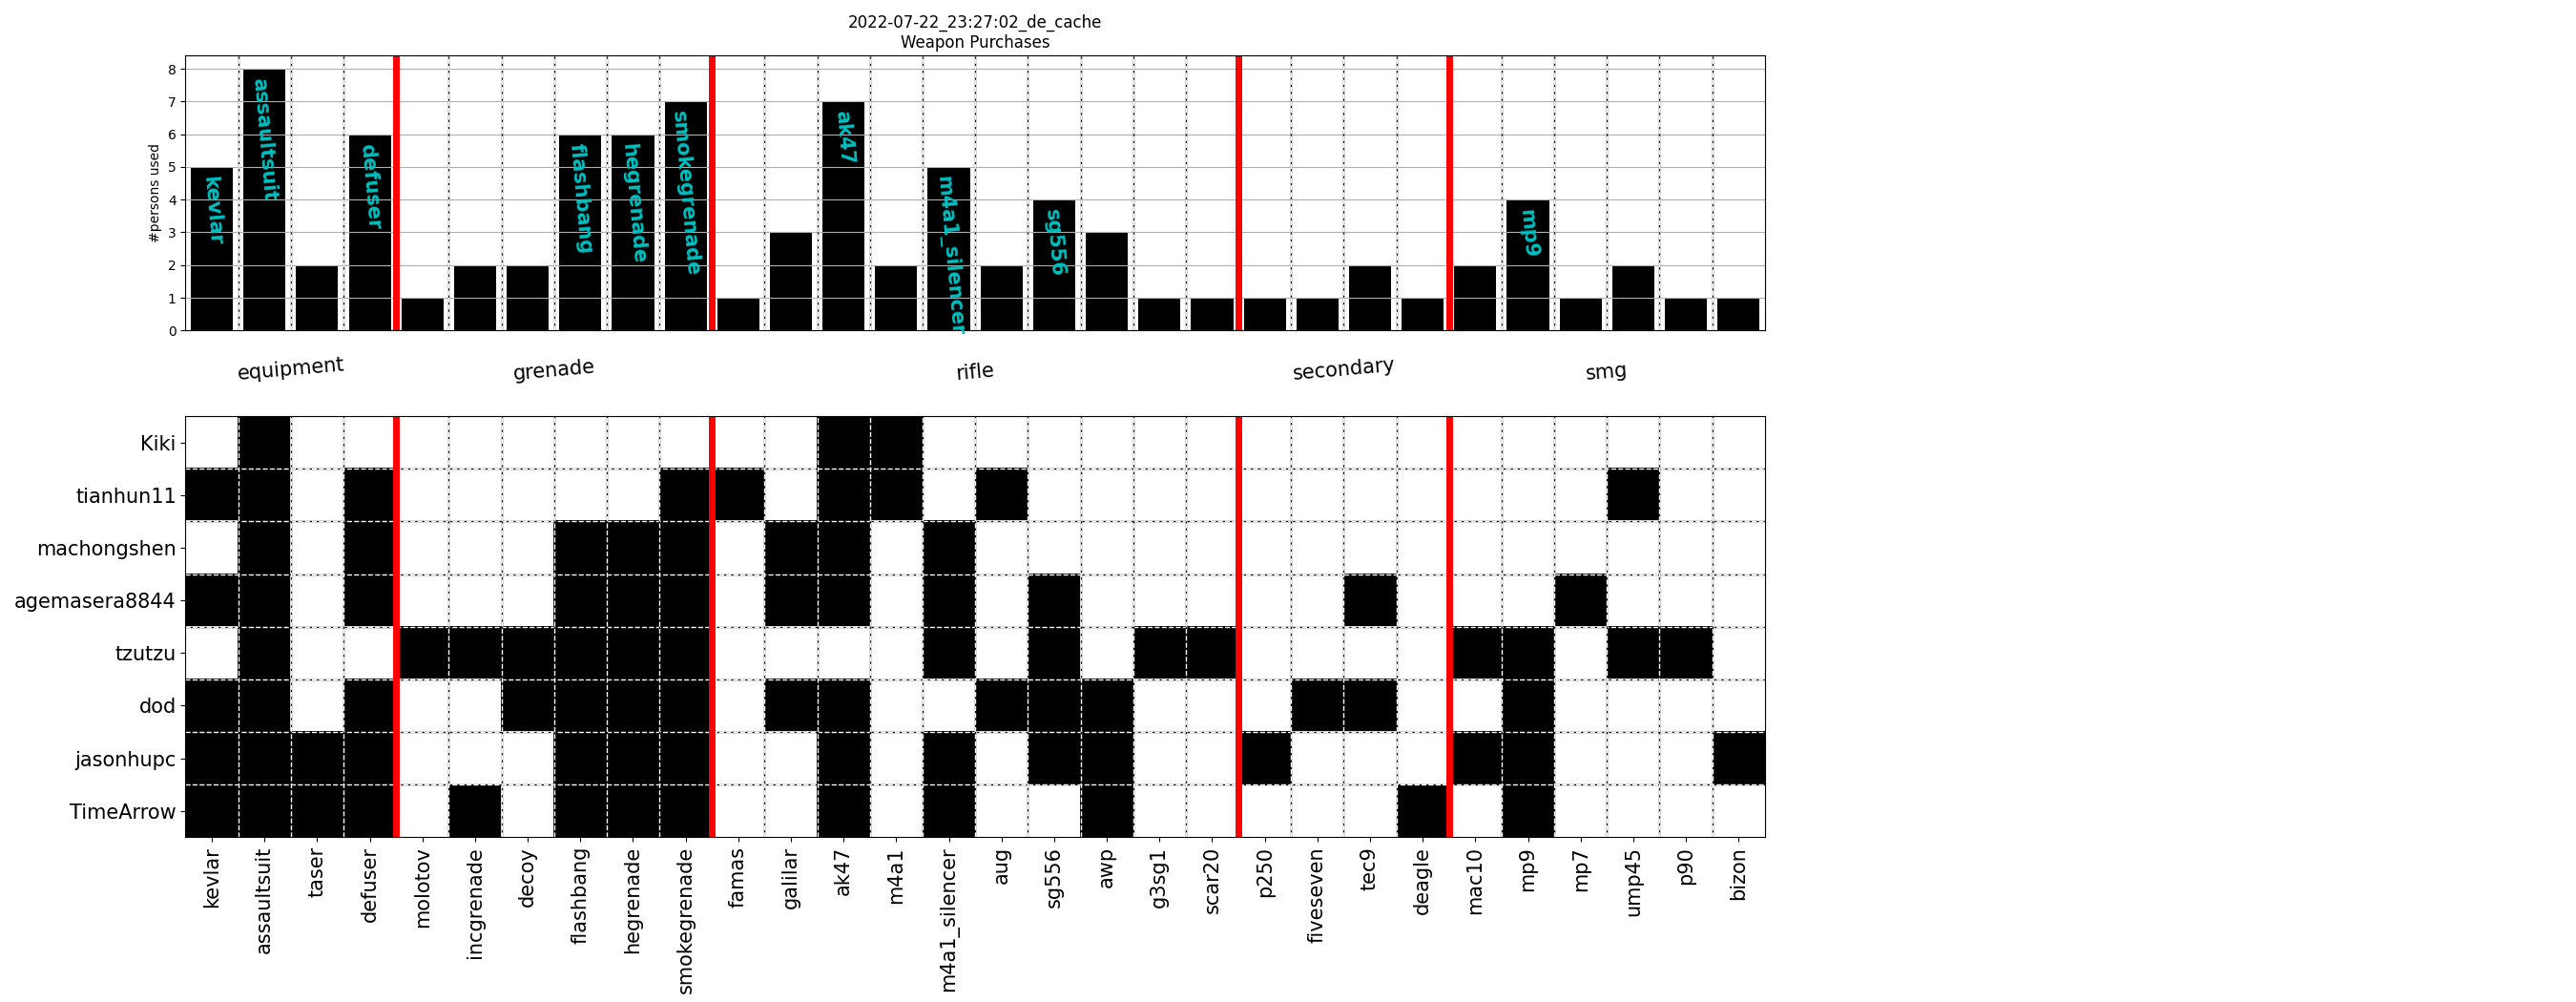 2022-07-22_23:27:02_de_cache
Weapon Purchases
#persons used
8
7
6
5
4
3
2
1
0
kevlar
assaultsuit
defuser
flashbang
hegrenade
smokegrenade
ak47
m4a1_silencer
sg556
mp9
equipment
grenade
rifle
secondary
smg
Kiki
tianhun11
machongshen
agemasera8844
tzutzu
dod
jasonhupc
TimeArrow
kevlar
assaultsuit
taser
defuser
molotov
incgrenade
decoy
flashbang
hegrenade
smokegrenade
famas
galilar
ak47
m4a1
m4a1_silencer
aug
sg556
awp
g3sg1
scar20
p250
fiveseven
tec9
deagle
mac10
mp9
mp7
ump45
p90
bizon